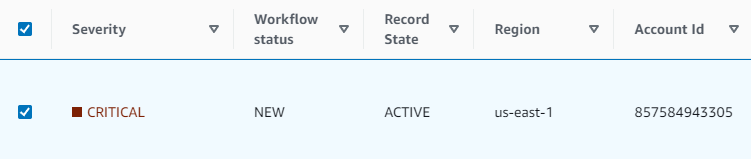 Severity
Workflow status
Record State
Region
Account Id
CRITICAL
NEW
ACTIVE
us-east-1
857584943305